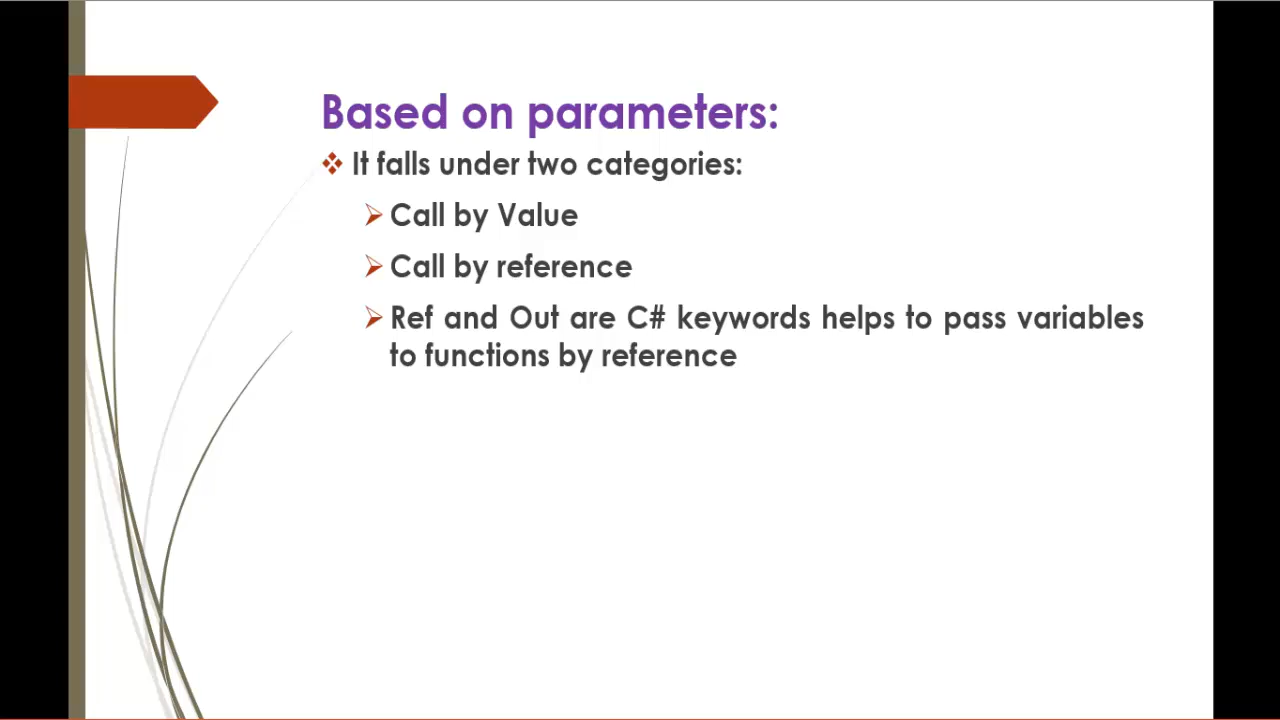 Based on parameters:
It falls under two categories:
Call by Value
Call by reference
Ref and Out are C# keywords helps to pass variables
to functions by reference